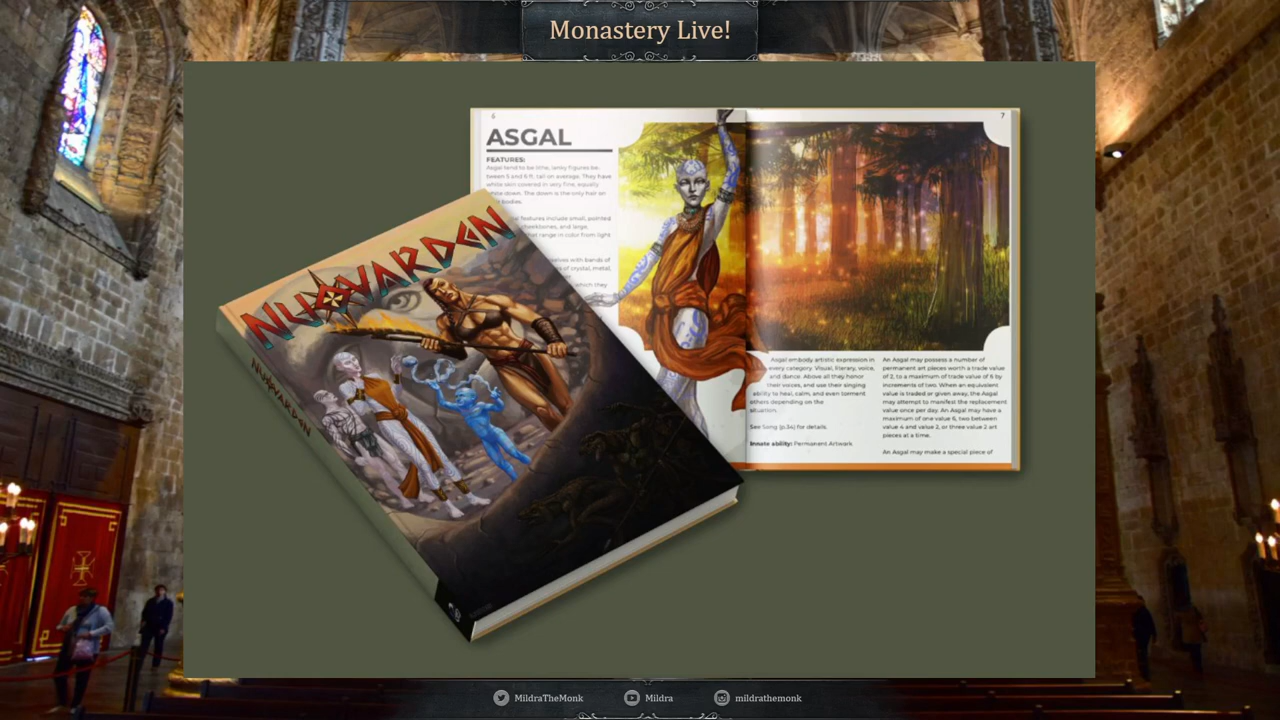 Monastery Live!
6
7
ASGAL
FEATURES:
Asgal tend to be lithe, lanky figures be-
tween 5 and 6 ft. tall on average. They have
white skin covered in very fine, equally
down. The down is the only hair on
bodies.
features include small, pointed
cheekbones, and large,
that range in color from light
with bands of
of crystal, metal,
which they
NUWARDEN
NUWARDEN
Asgal embody artistic expression in
every category. Visual, literary, voice,
and dance. Above all they honor
their voices, and use their singing
ability to heal, calm, and even torment
others depending on the
situation.
See Song (p.34) for details.
Innate ability: Permanent Artwork
An Asgal may possess a number of
permanent art pieces worth a trade value
of 2, to a maximum of trade value of 6 by
increments of two. When an equivalent
value is traded or given away, the Asgal
may attempt to manifest the replacement
value once per day. An Asgal may have a
maximum of one value 6, two between
value 4 and value 2, or three value 2 art
pieces at a time.
An Asgal may make a special piece of
MildraTheMonk
Mildra
mildrathemonk